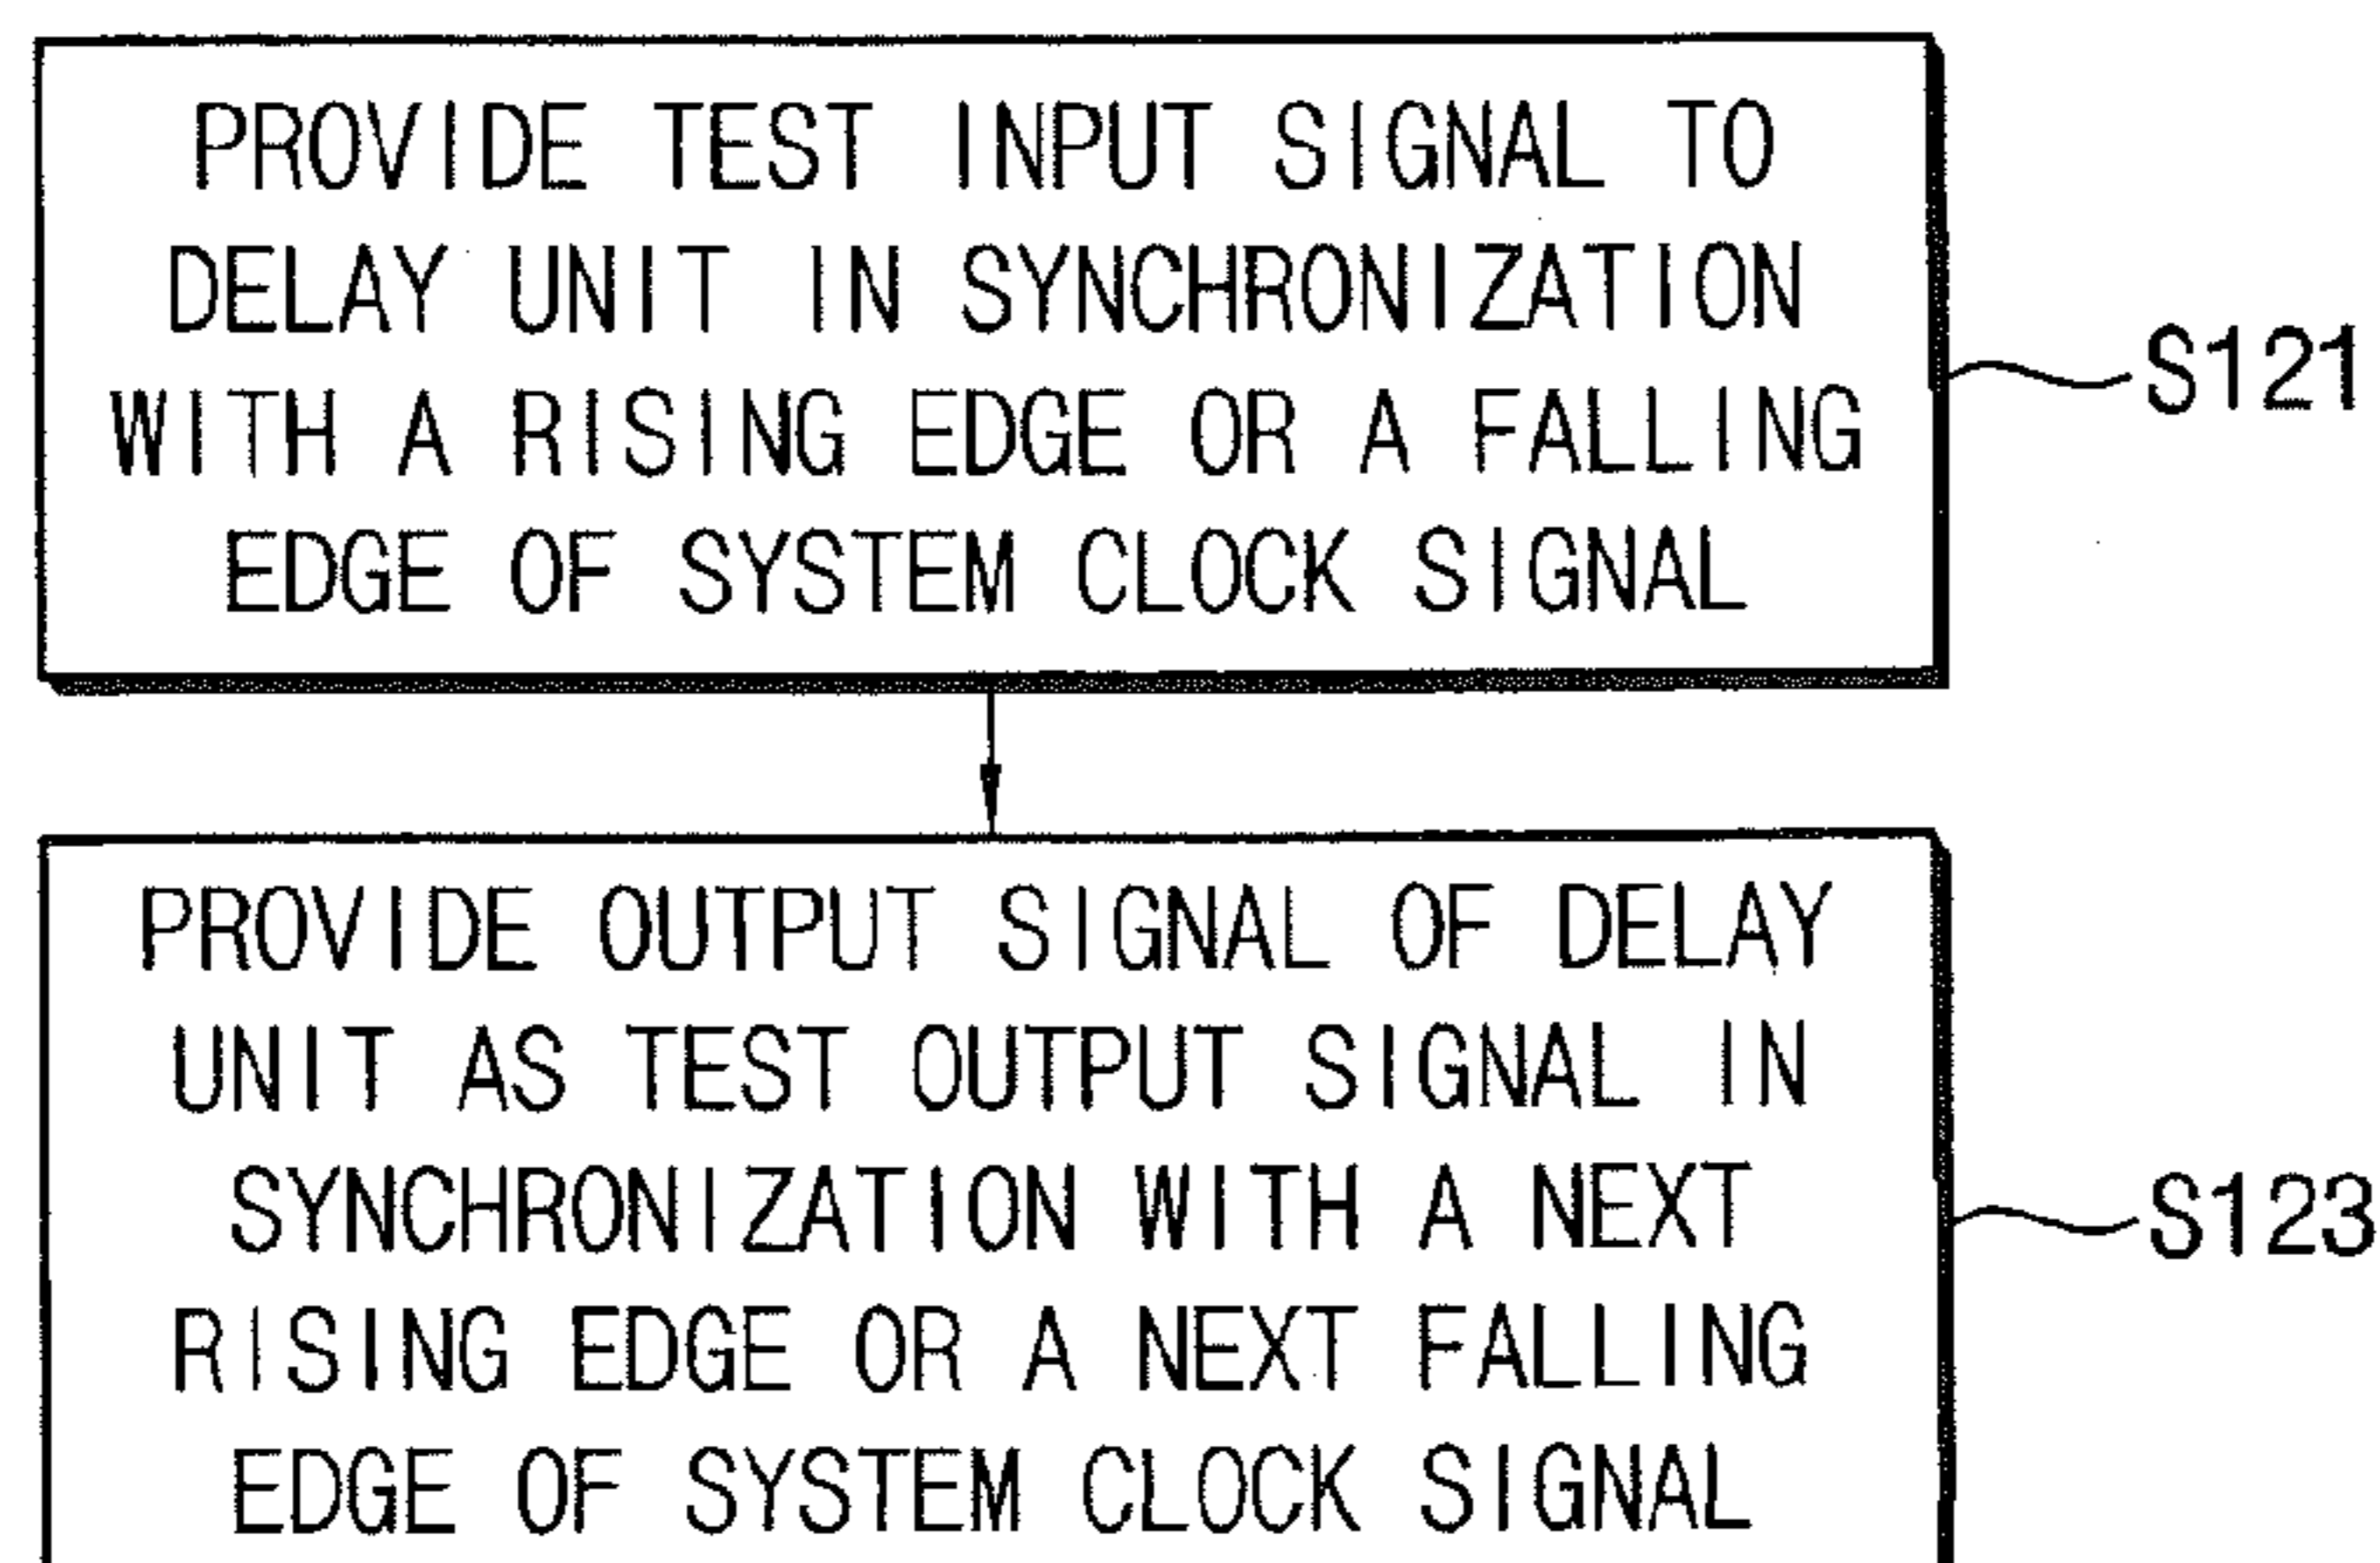 PROVIDE TEST INPUT SIGNAL TO
DELAY UNIT IN SYNCHRONIZATION
WITH A RISING EDGE OR A FALLING
EDGE OF SYSTEM CLOCK SIGNAL
S121
PROVIDE OUTPUT SIGNAL OF DELAY
UNIT AS TEST OUTPUT SIGNAL IN
SYNCHRONIZATION WITH A NEXT
RISING EDGE OR A NEXT FALLING
EDGE OF SYSTEM CLOCK SIGNAL
S123